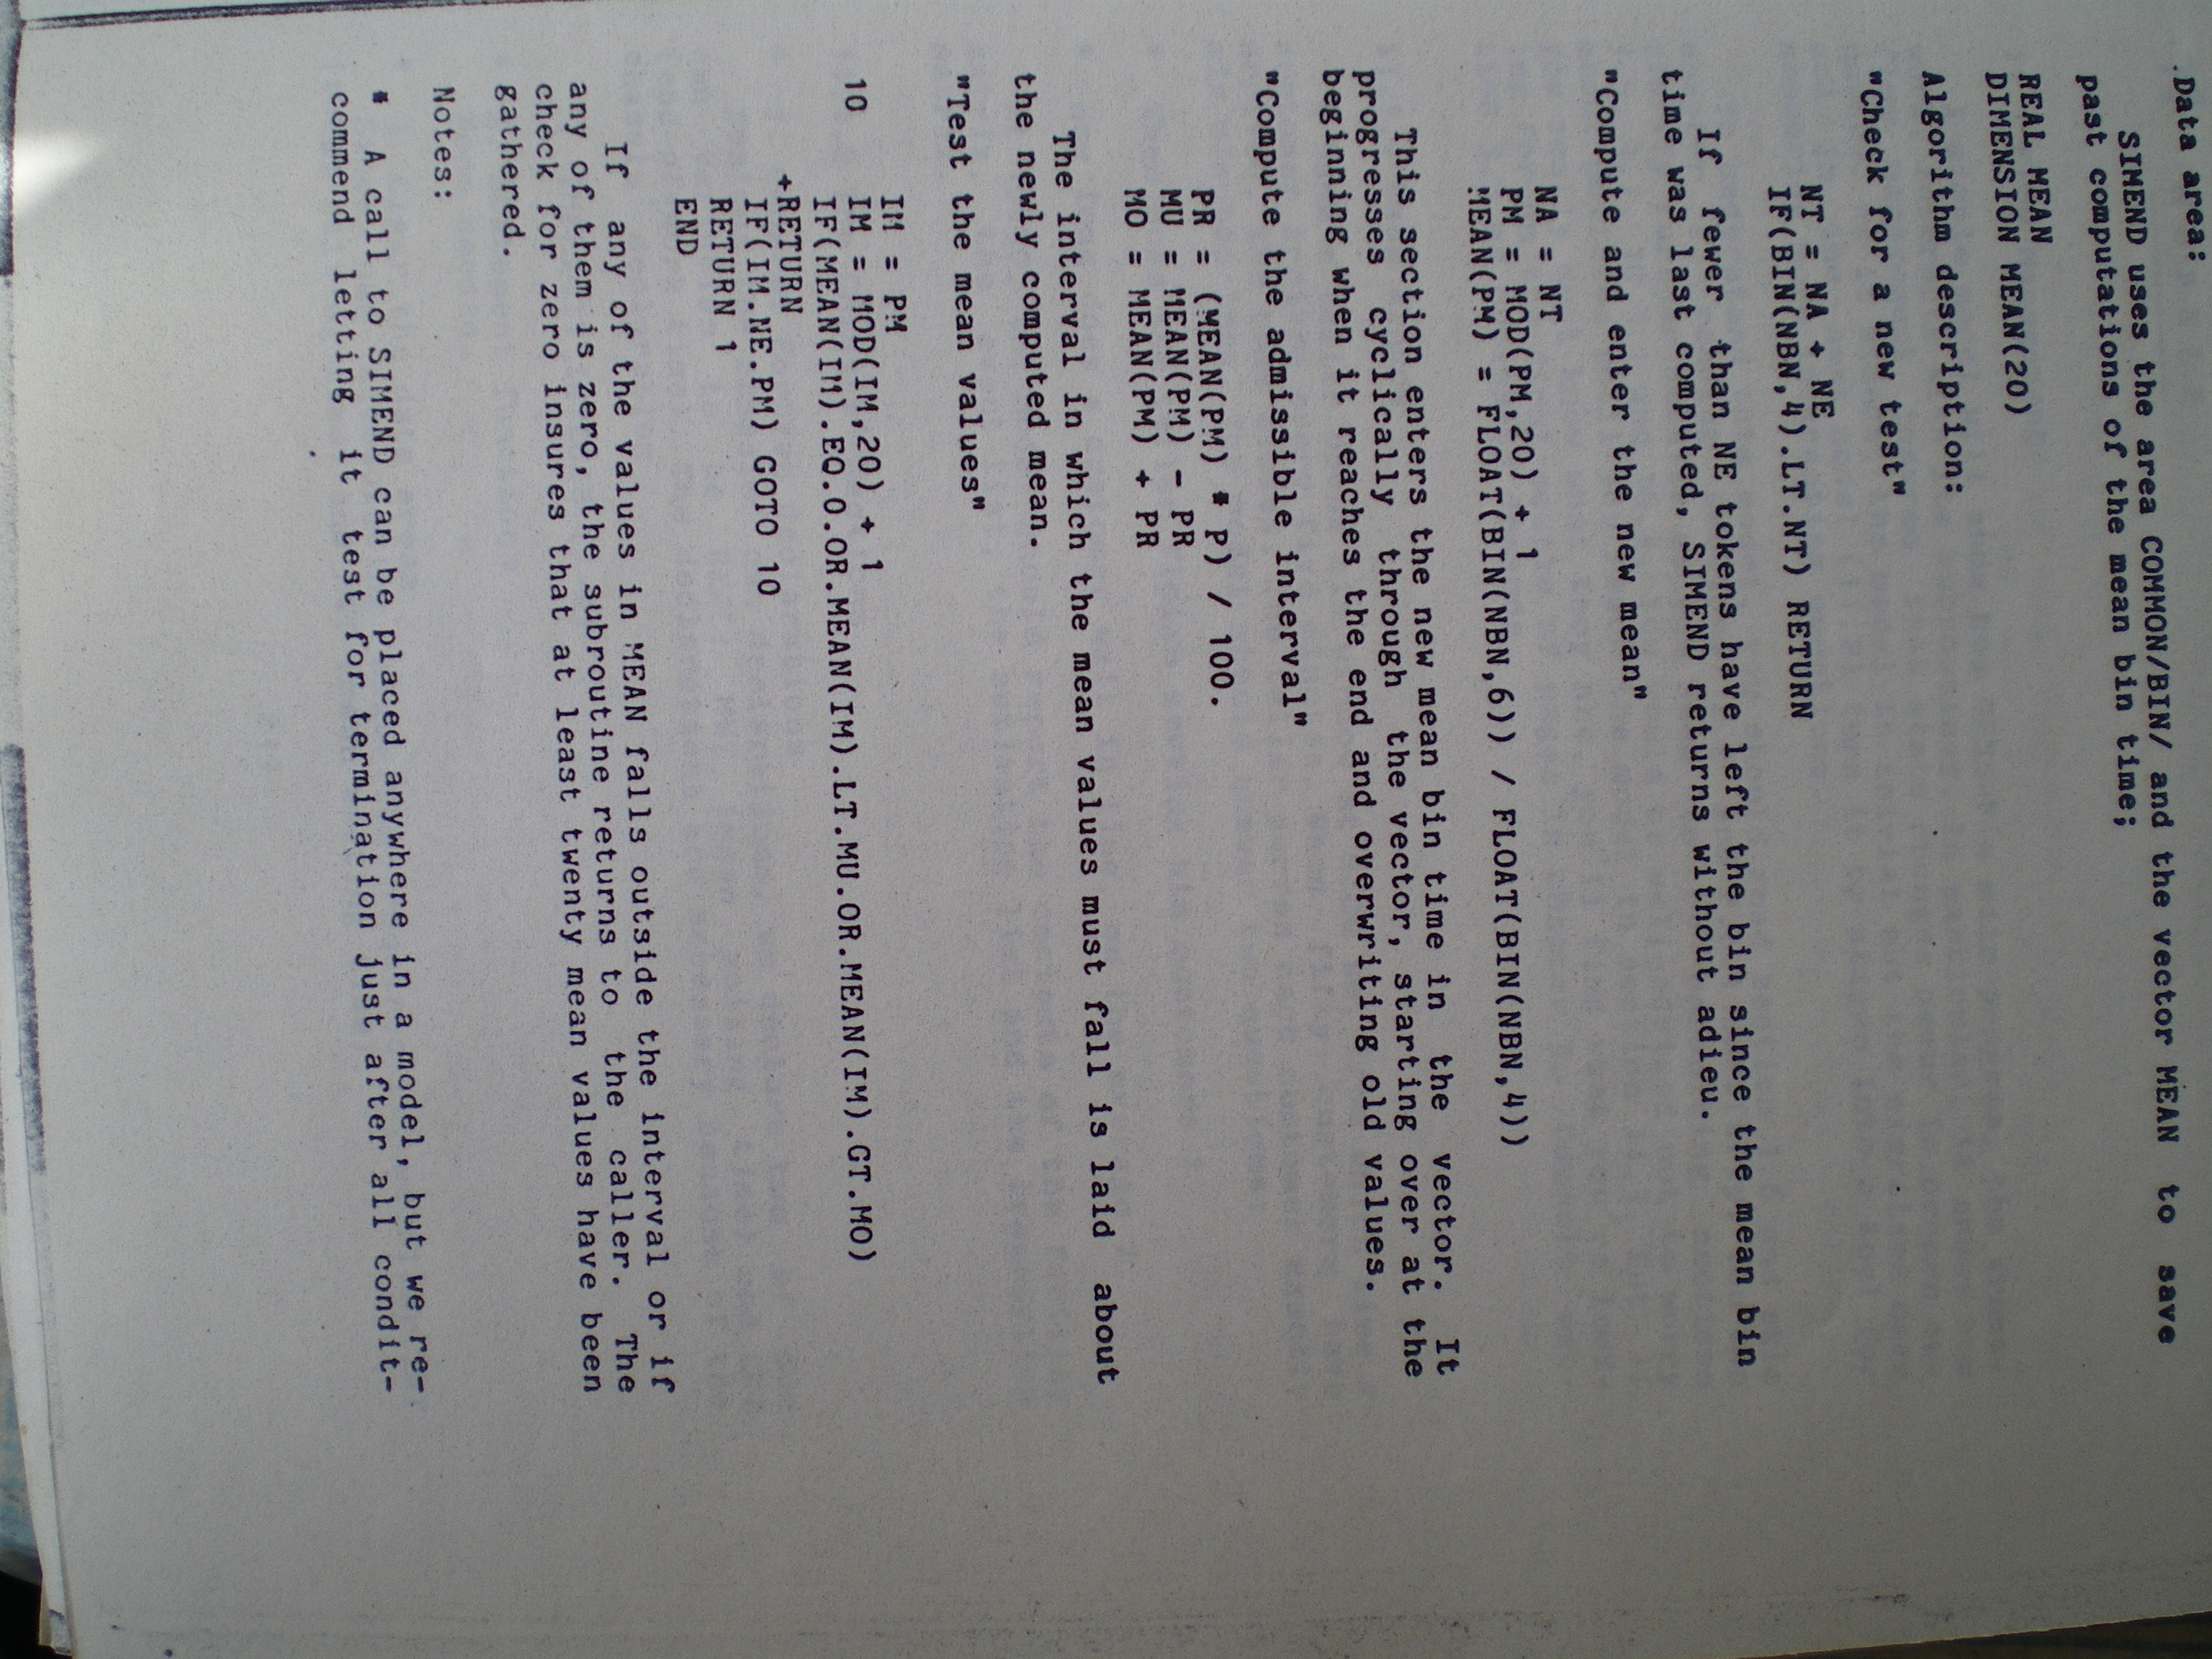 Data area:
SIMEND uses the area COMMON/BIN/ and the vector MEAN to save
past computations of the mean bin time;
REAL MEAN
DIMENSION MEAN(20)
Algorithm description:
"Check for a new test"
NT = NA + NE
IF(BIN(NBN,4).LT.NT) RETURN
If fewer than NE tokens have left the bin since the mean bin
time was last computed, SIMEND returns without adieu.
"Compute and enter the new mean"
NA = NT
PM = MOD(PM,20) + 1
MEAN(PM) = FLOAT(BIN(NBN,6)) / FLOAT(BIN(NBN,4))
This section enters the new mean bin time in the vector. It
progresses cyclically through the vector, starting over at the
beginning when it reaches the end and overwriting old values.
"Compute the admissible interval"
PR = (MEAN(PM) * P) / 100.
MU = MEAN(PM) - PR
MO = MEAN(PM) + PR
The interval in which the mean values must fall is laid about
the newly computed mean.
"Test the mean values"
IM = PM
10 IM = MOD(IM,20) + 1
IF(MEAN(IM).EQ.0.OR.MEAN(IM).LT.MU.OR.MEAN(IM).GT.MO)
+RETURN
IF(IM.NE.PM) GOTO 10
RETURN 1
END
If any of the values in MEAN falls outside the interval or if
any of them is zero, the subroutine returns to the caller. The
check for zero insures that at least twenty mean values have been
gathered.
Notes:
* A call to SIMEND can be placed anywhere in a model, but we re-
commend letting it test for termination just after all condit-